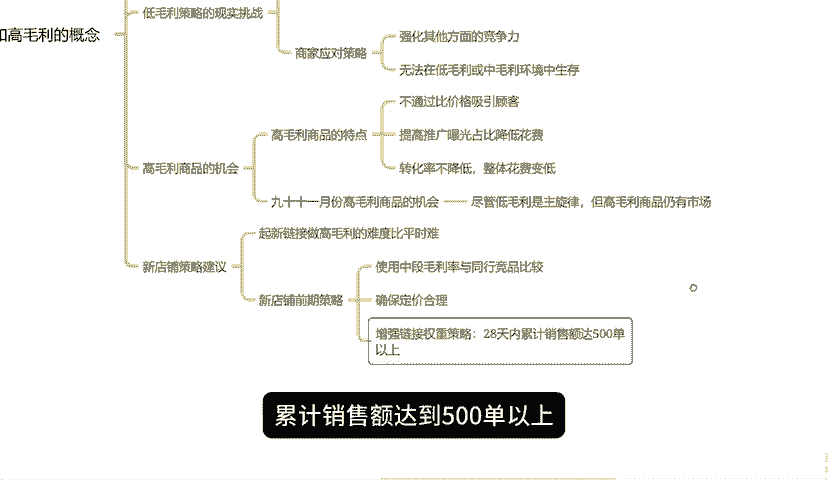 低毛利策略的现实挑战
和高毛利的概念
强化其他方面的竞争力
商家应对策略
无法在低毛利或中毛利环境中生存
不通过比价格吸引顾客
高毛利商品的特点
提高推广曝光占比降低花费
高毛利商品的机会
转化率不降低，整体花费变低
九十十一月份高毛利商品的机会
尽管低毛利是主旋律，但高毛利商品仍有市场
起新链接做高毛利的难度比平时难
新店铺策略建议
使用中段毛利率与同行竞品比较
新店铺前期策略
确保定价合理
增强链接权重策略：28天内累计销售额达500单
以上
累计销售额达到500单以上